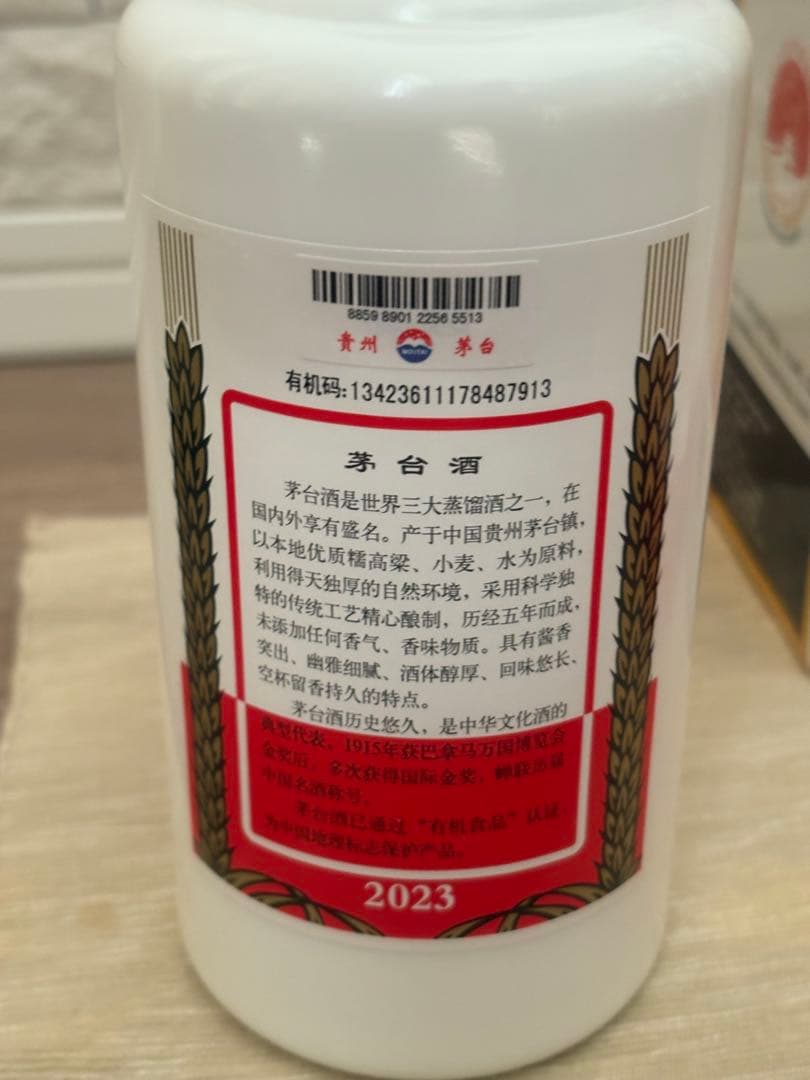 8859 8901 2256 5513
贵州 MOUTAI 茅台
有机码:134236111178487913
茅台酒
茅台酒是世界三大蒸馏酒之一，在
国内外享有盛名。产于中国贵州茅台镇，
以本地优质糯高粱、小麦、水为原料，
利用得天独厚的自然环境，采用科学独
特的传统工艺精心酿制，历经五年而成，
未添加任何香气、香味物质。具有酱香
突出、幽雅细腻、酒体醇厚、回味悠长、
空杯留香持久的特点。
茅台酒历史悠久，是中华文化酒的
典型代表，1915年获巴拿马万国博览会
金奖后，多次获得国际金奖，蝉联历届
中国名酒称号。
茅台酒已通过“有机食品”认证，
为中国地理标志保护产品。
2023